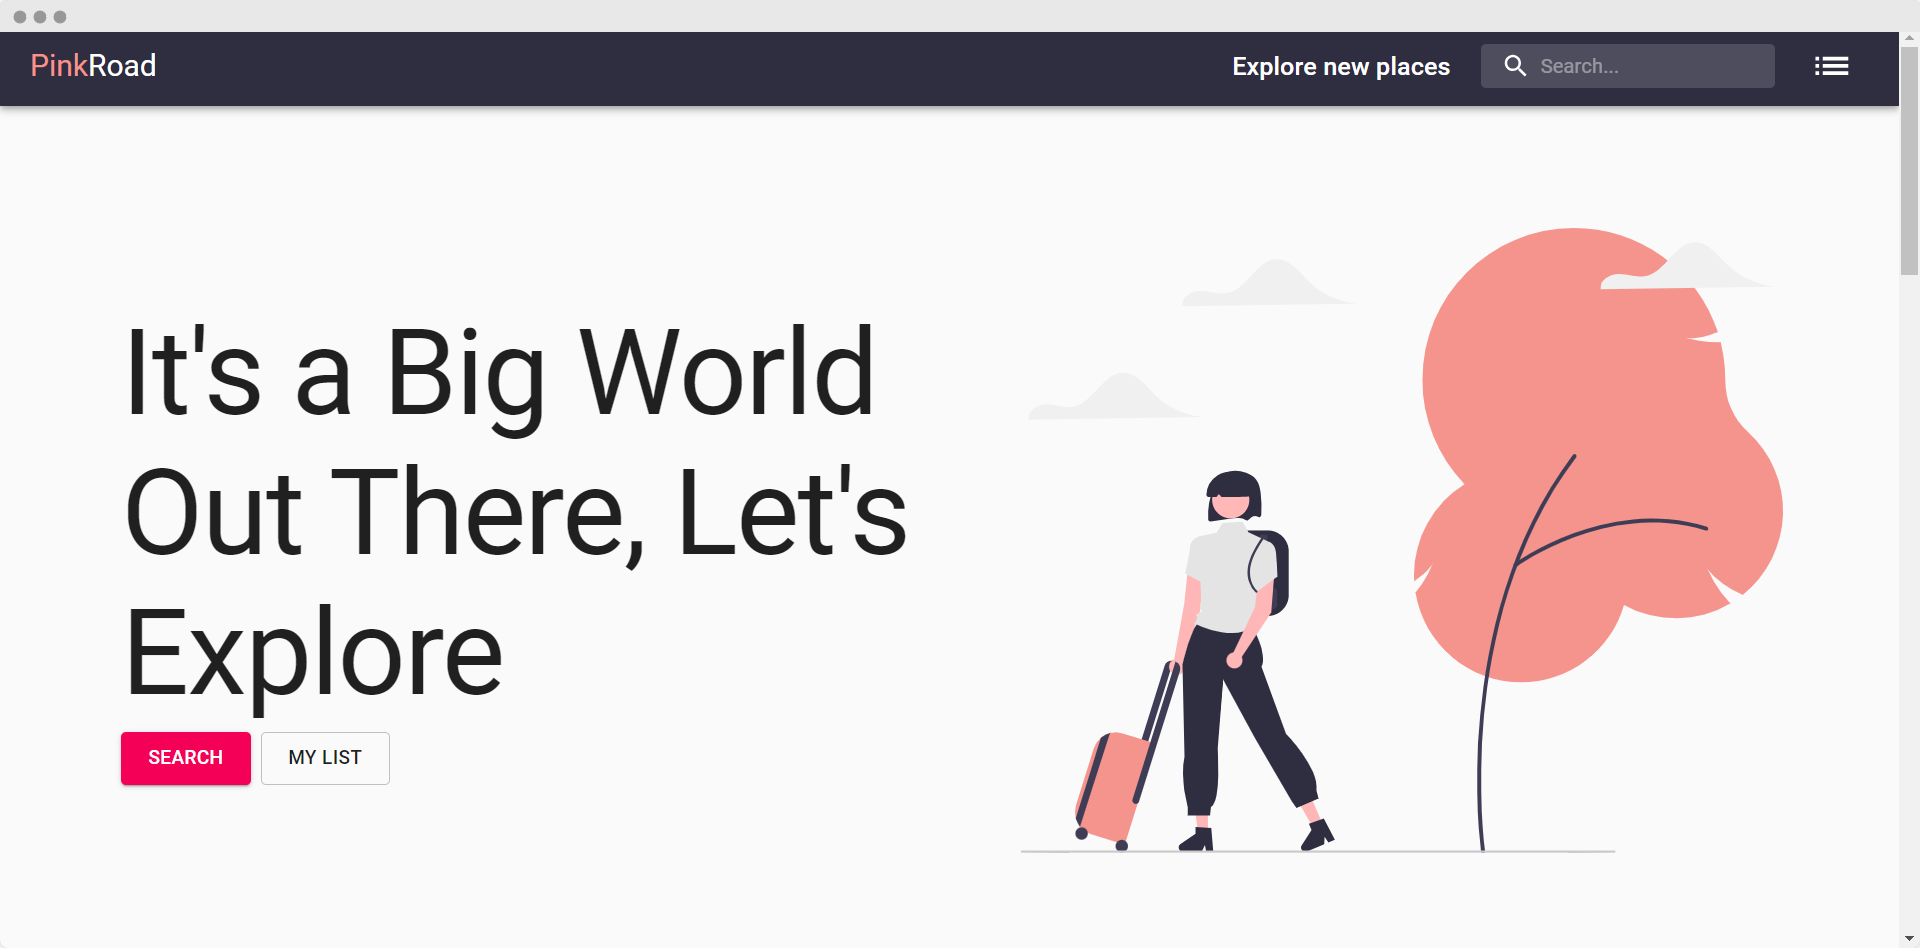 PinkRoad
Explore new places
Search...
It's a Big World
Out There, Let's
Explore
SEARCH
MY LIST